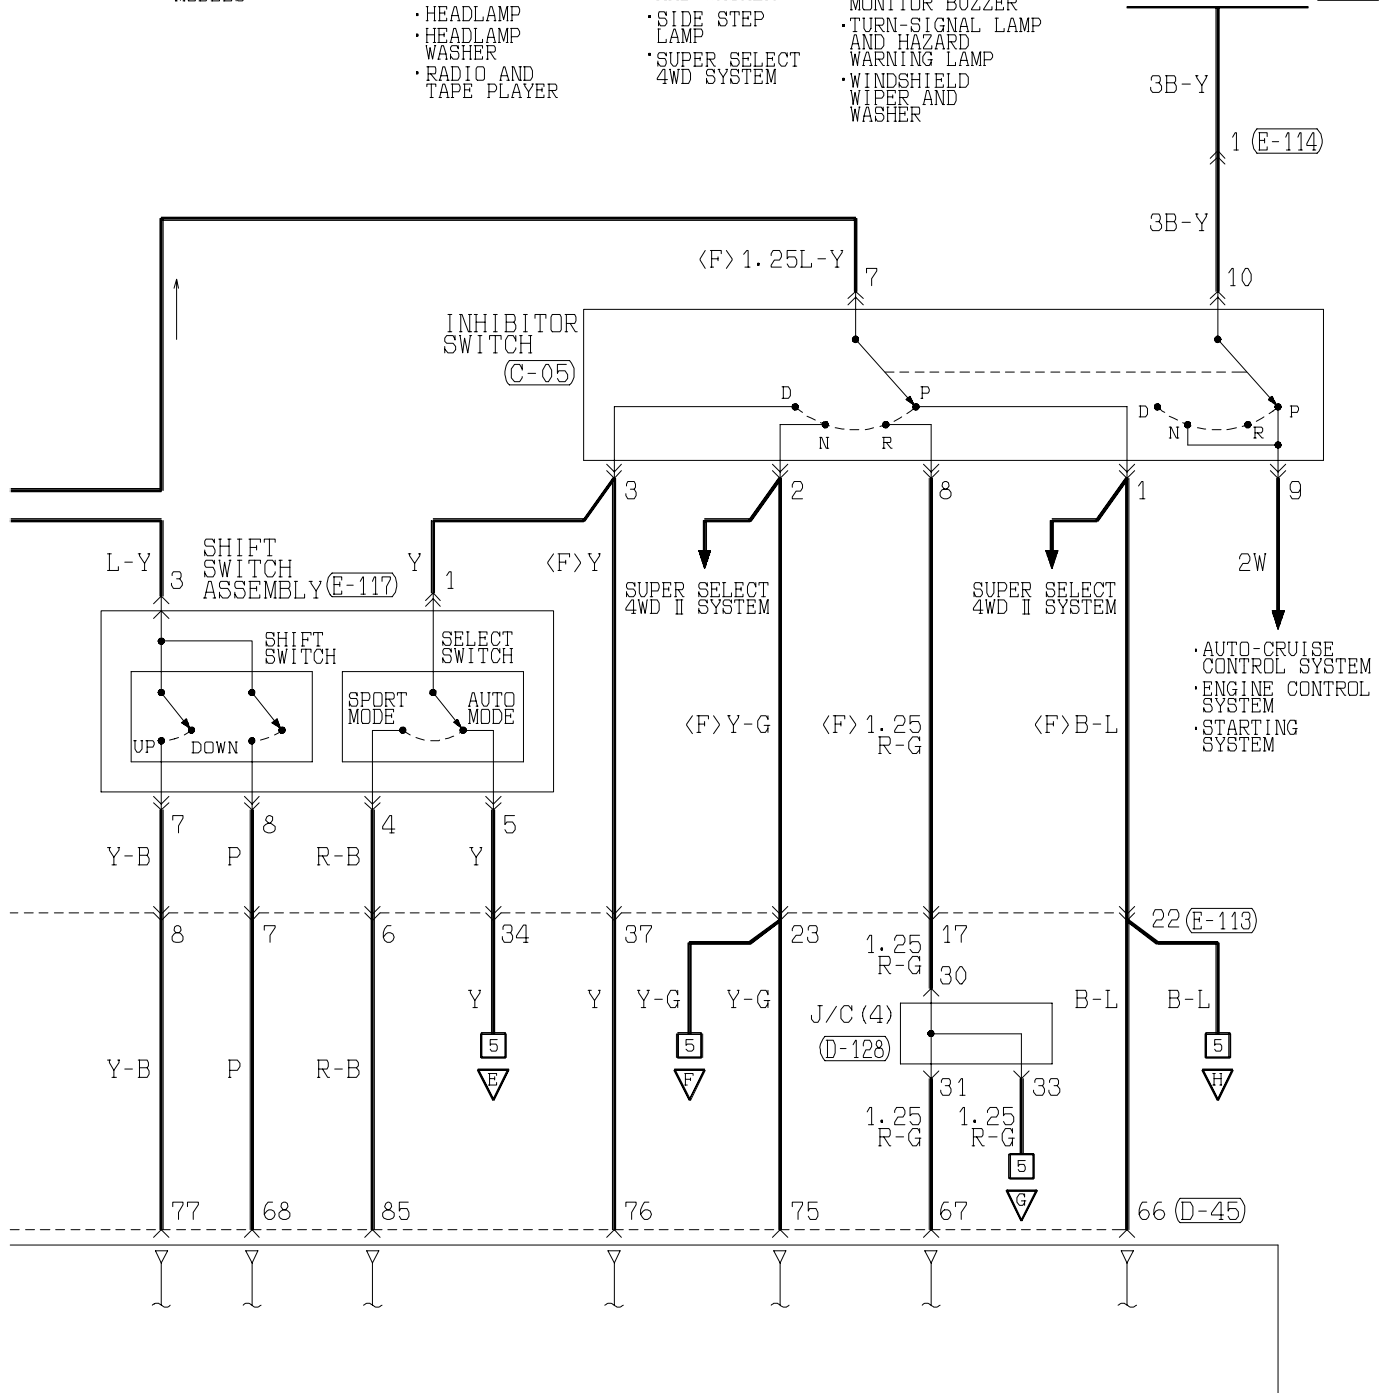 · HEADLAMP
· HEADLAMP
WASHER
· RADIO AND
TAPE PLAYER
· SIDE STEP
LAMP
· SUPER SELECT
4WD SYSTEM
MONITOR BUZZER
· TURN-SIGNAL LAMP
AND HAZARD
WARNING LAMP
· WINDSHIELD
WIPER AND
WASHER
3B-Y
1 (E-114)
3B-Y
10
〈F〉1.25L-Y
7
INHIBITOR
SWITCH
(C-05)
D P
N R
D P
N R
3 2 8 1 9
L-Y
3
SHIFT
SWITCH
ASSEMBLY (E-117)
Y
1
〈F〉Y
SUPER SELECT
4WD Ⅱ SYSTEM
SUPER SELECT
4WD Ⅱ SYSTEM
2W
· AUTO-CRUISE
CONTROL SYSTEM
· ENGINE CONTROL
SYSTEM
· STARTING
SYSTEM
SHIFT
SWITCH
SELECT
SWITCH
SPORT
MODE
AUTO
MODE
UP DOWN
〈F〉Y-G
〈F〉1.25
R-G
〈F〉B-L
7 8 4 5
Y-B P R-B Y
8 7 6 34 37 23 17 22 (E-113)
1.25
R-G
30
Y Y Y-G Y-G B-L B-L
J/C(4)
(D-128)
5 5 5
E F H
Y-B P R-B
31 33
1.25
R-G
1.25
R-G
5
G
77 68 85 76 75 67 66 (D-45)